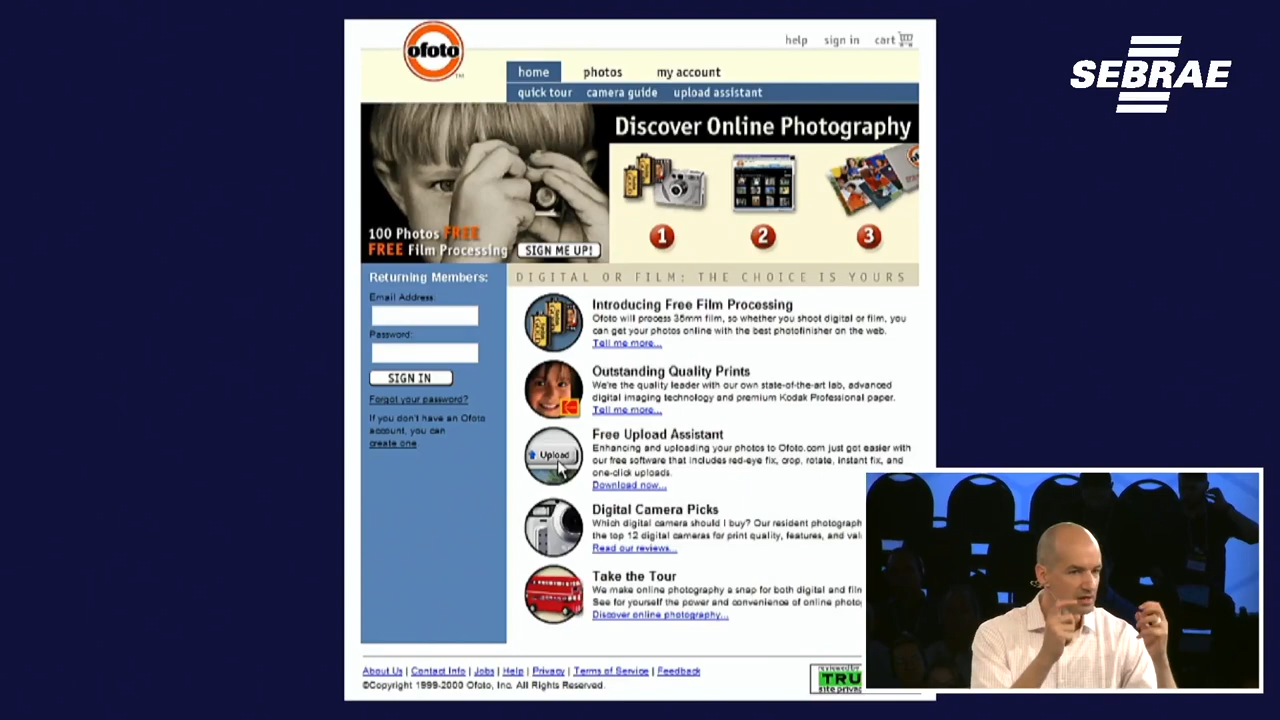 ofoto
TM
help sign in cart
SEBRAE
home photos my account
quick tour camera guide upload assistant
Discover Online Photography
1 2 3
100 Photos FREE
FREE Film Processing SIGN ME UP!
Returning Members:
DIGITAL OR FILM: THE CHOICE IS YOURS
Email Address:
Password:
SIGN IN
Forgot your password?
If you don't have an Ofoto
account, you can
create one
Introducing Free Film Processing
Ofoto will process 35mm film, so whether you shoot digital or film, you
can get your photos online with the best photofinisher on the web.
Tell me more...
Outstanding Quality Prints
We're the quality leader with our own state-of-the-art lab, advanced
digital imaging technology and premium Kodak Professional paper.
Tell me more...
Upload
Free Upload Assistant
Enhancing and uploading your photos to Ofoto.com just got easier with
our free software that includes red-eye fix, crop, rotate, instant fix, and
one-click uploads.
Download now...
Digital Camera Picks
Which digital camera should I buy? Our resident photograph
the top 12 digital cameras for print quality, features, and val
Read our reviews...
Take the Tour
We make online photography a snap for both digital and film
See for yourself the power and convenience of online photo
Discover online photography...
About Us | Contact Info | Jobs | Help | Privacy | Terms of Service | Feedback
©Copyright 1999-2000 Ofoto, Inc. All Rights Reserved.
reviewed by
TRU
site priva